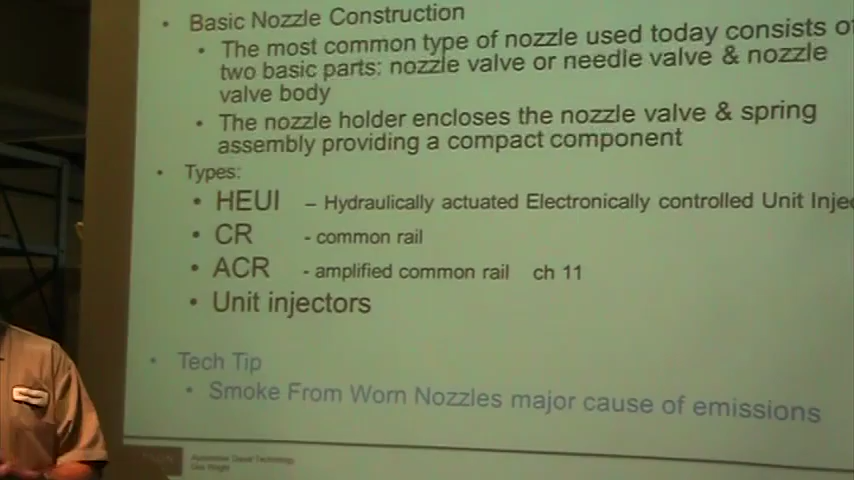 • Basic Nozzle Construction
• The most common type of nozzle used today consists of
two basic parts: nozzle valve or needle valve & nozzle
valve body
• The nozzle holder encloses the nozzle valve & spring
assembly providing a compact component
• Types:
• HEUI – Hydraulically actuated Electronically controlled Unit Inje
• CR - common rail
• ACR - amplified common rail ch 11
• Unit injectors
• Tech Tip
• Smoke From Worn Nozzles major cause of emissions
Technology